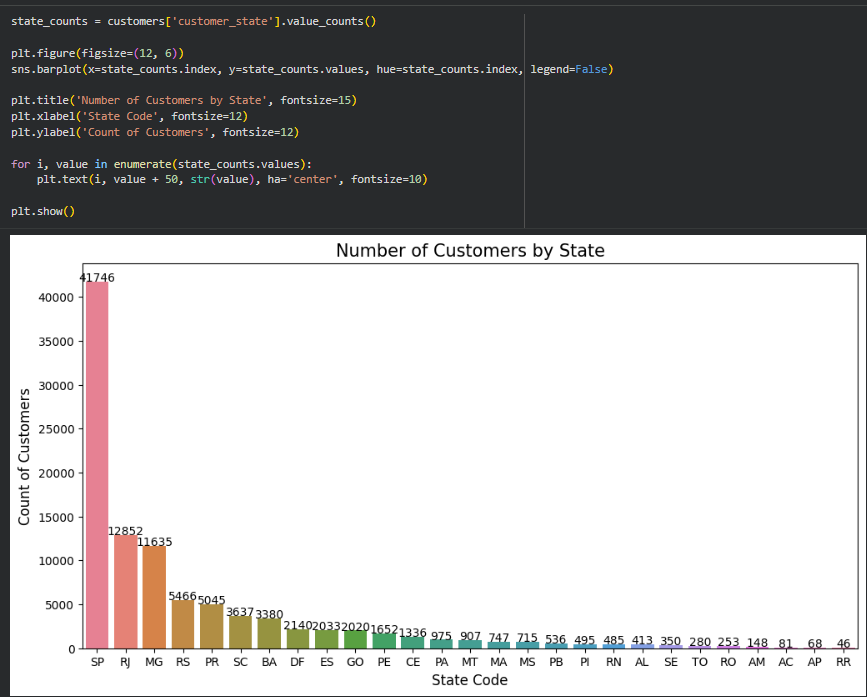 state_counts = customers['customer_state'].value_counts()
plt.figure(figsize=(12, 6))
sns.barplot(x=state_counts.index, y=state_counts.values, hue=state_counts.index, legend=False)
plt.title('Number of Customers by State', fontsize=15)
plt.xlabel('State Code', fontsize=12)
plt.ylabel('Count of Customers', fontsize=12)
for i, value in enumerate(state_counts.values):
    plt.text(i, value + 50, str(value), ha='center', fontsize=10)
plt.show()
Number of Customers by State
41746
40000
35000
30000
25000
20000
15000
10000
5000
0
Count of Customers
12852
11635
5466 5045
3637 3380
2140 2033 2020 1652 1336 975 907 747 715 536 495 485 413 350 280 253 148 81 68 46
SP RJ MG RS PR SC BA DF ES GO PE CE PA MT MA MS PB PI RN AL SE TO RO AM AC AP RR
State Code